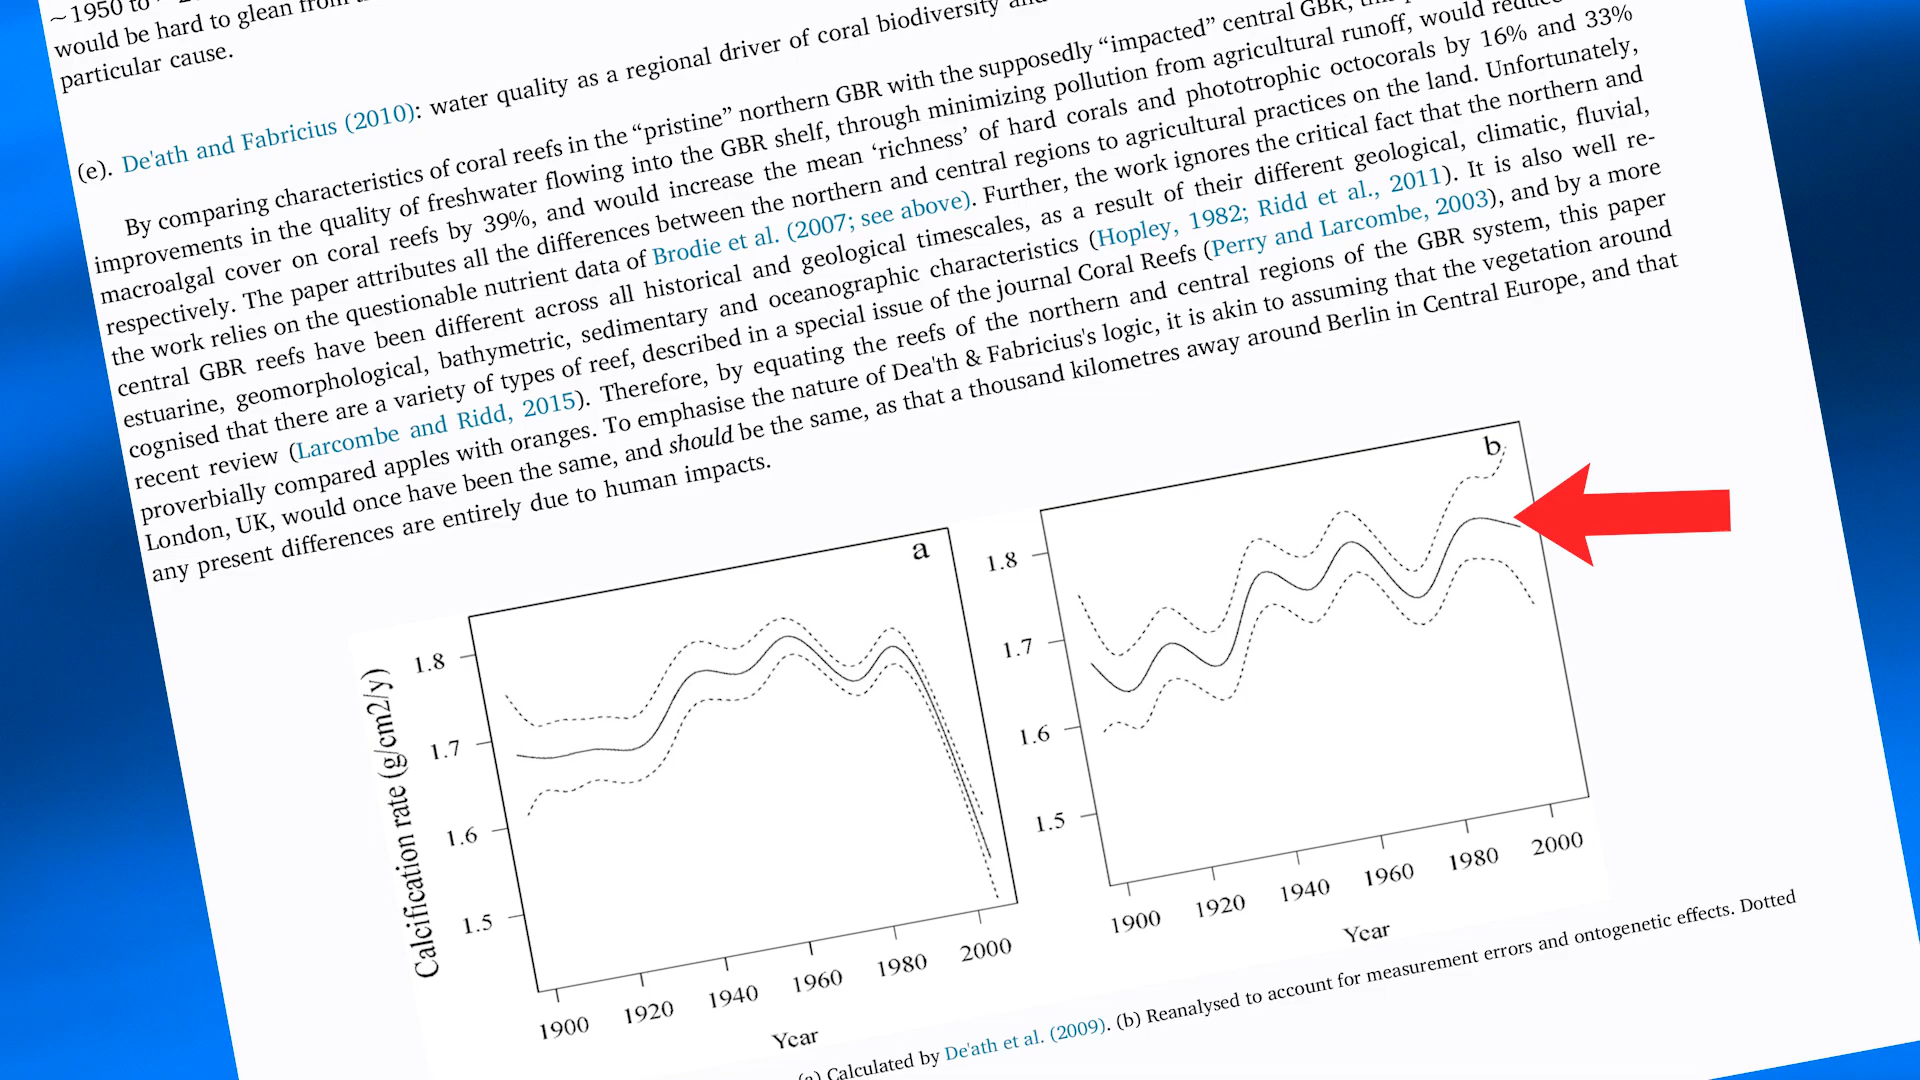 ~1950 to
would be hard to glean from
particular cause.
(e). De'ath and Fabricius (2010): water quality as a regional driver of coral biodiversity and
By comparing characteristics of coral reefs in the “pristine” northern GBR with the supposedly “impacted” central GBR,
improvements in the quality of freshwater flowing into the GBR shelf, through minimizing pollution from agricultural runoff, would reduce
macroalgal cover on coral reefs by 39%, and would increase the mean ‘richness’ of hard corals and phototrophic octocorals by 16% and 33%
respectively. The paper attributes all the differences between the northern and central regions to agricultural practices on the land. Unfortunately,
the work relies on the questionable nutrient data of Brodie et al. (2007; see above). Further, the work ignores the critical fact that the northern and
central GBR reefs have been different across all historical and geological timescales, as a result of their different geological, climatic, fluvial,
estuarine, geomorphological, bathymetric, sedimentary and oceanographic characteristics (Hopley, 1982; Ridd et al., 2011). It is also well re-
cognised that there are a variety of types of reef, described in a special issue of the journal Coral Reefs (Perry and Larcombe, 2003), and by a more
recent review (Larcombe and Ridd, 2015). Therefore, by equating the reefs of the northern and central regions of the GBR system, this paper
proverbially compared apples with oranges. To emphasise the nature of Dea'th & Fabricius's logic, it is akin to assuming that the vegetation around
London, UK, would once have been the same, and should be the same, as that a thousand kilometres away around Berlin in Central Europe, and that
any present differences are entirely due to human impacts.
a
1.8
1.7
1.6
1.5
Calcification rate (g/cm2/y)
1900 1920 1940 1960 1980 2000
Year
b
1.8
1.7
1.6
1.5
1900 1920 1940 1960 1980 2000
Year
(a) Calculated by De'ath et al. (2009). (b) Reanalysed to account for measurement errors and ontogenetic effects. Dotted